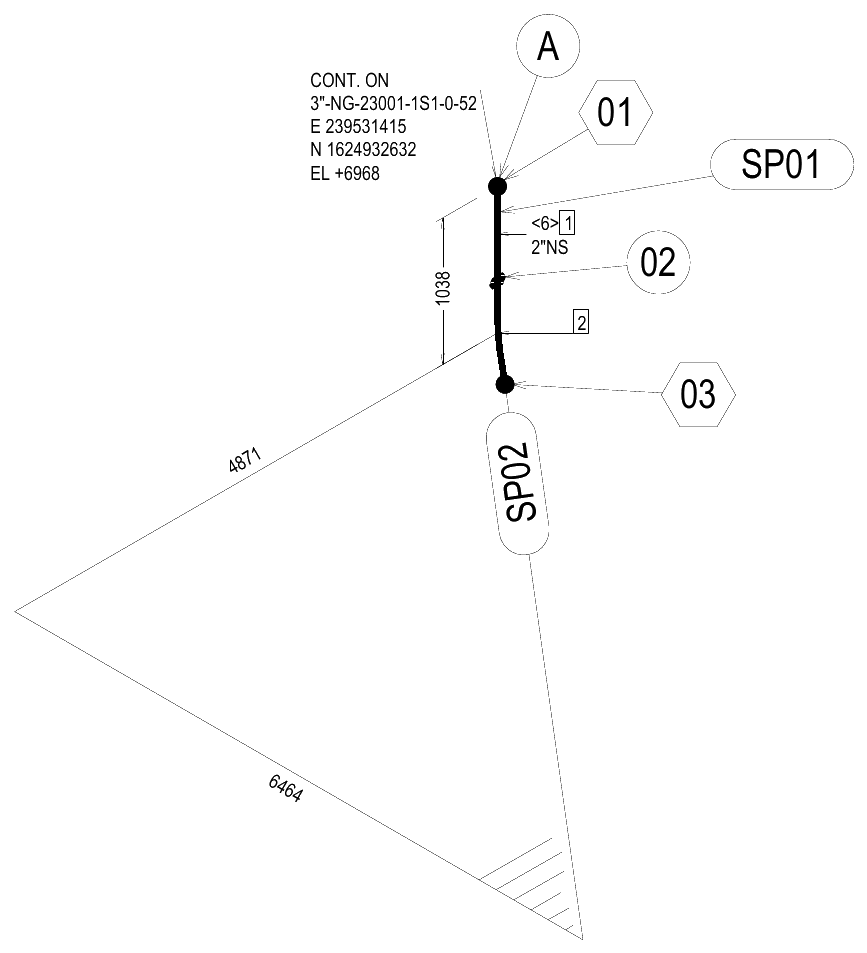 A
CONT. ON
3"-NG-23001-1S1-0-52
E 239531415
N 1624932632
EL +6968
01
SP01
<6> 1
2"NS
02
1038
2
03
4871
SP02
6464